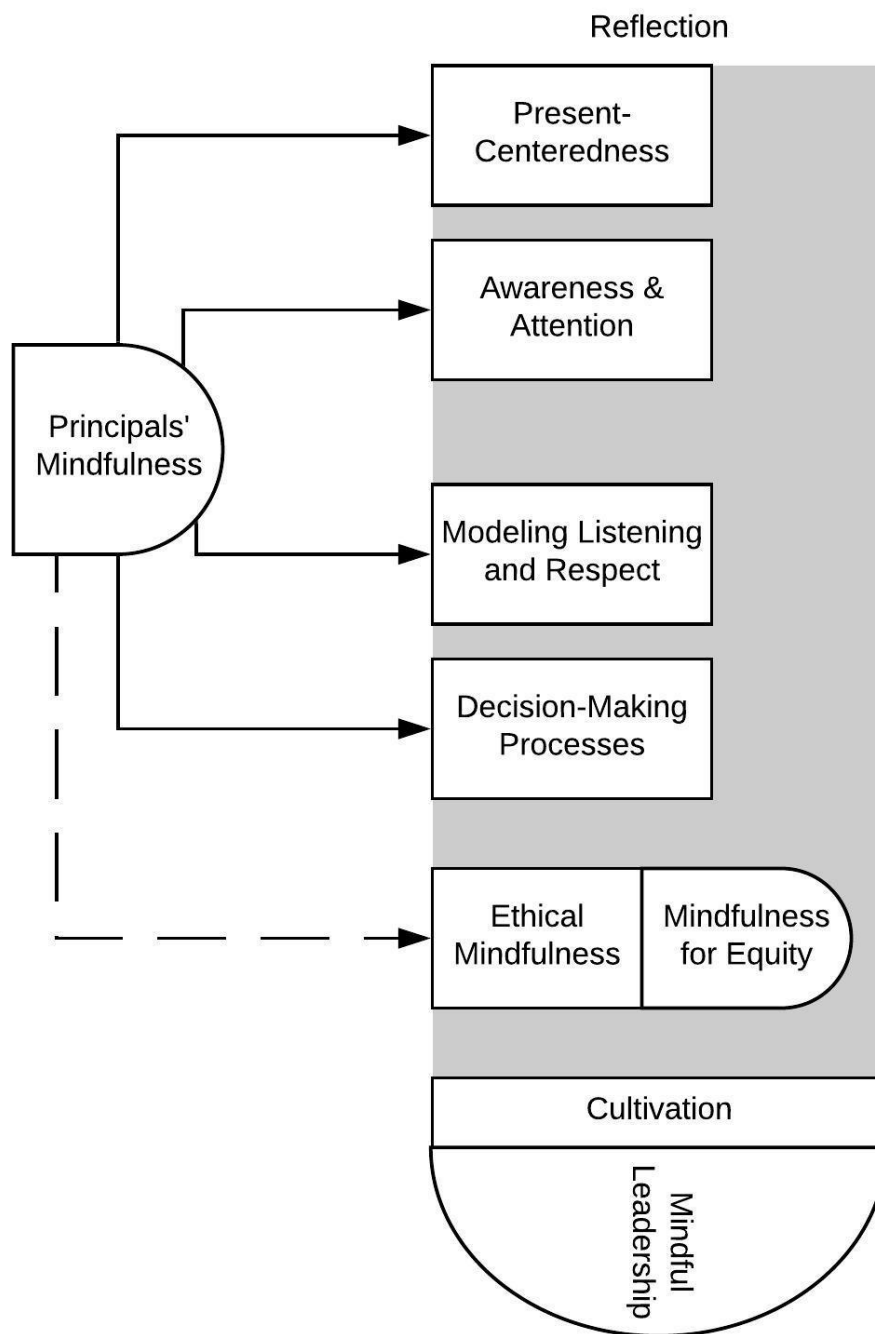 Reflection
Present-
Centeredness
Awareness &
Attention
Principals'
Mindfulness
Modeling Listening
and Respect
Decision-Making
Processes
Ethical
Mindfulness
Mindfulness
for Equity
Cultivation
Mindful
Leadership